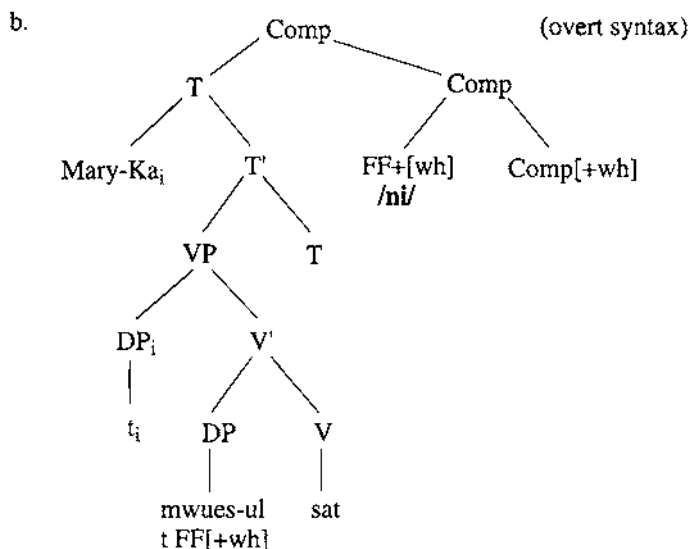 b. Comp (overt syntax)
T Comp
Mary-Kaᵢ T' FF+[wh] Comp[+wh]
/ni/
VP T
DPᵢ V'
tᵢ DP V
mwues-ul sat
t FF[+wh]